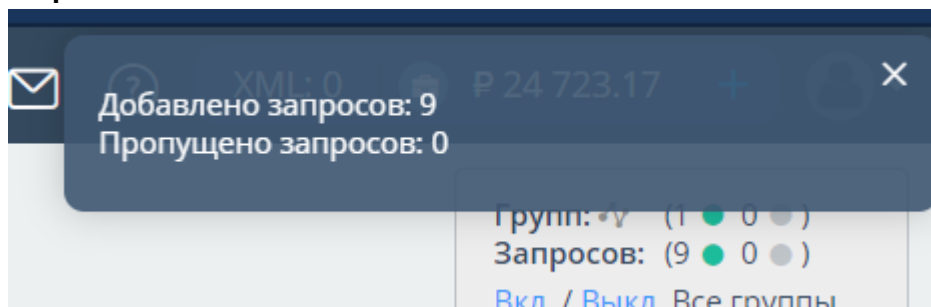 XML: 0 ₽ 24 723.17 +
Добавлено запросов: 9
Пропущено запросов: 0
Групп: (1 0 )
Запросов: (9 0 )
Вкл. / Выкл. Все группы